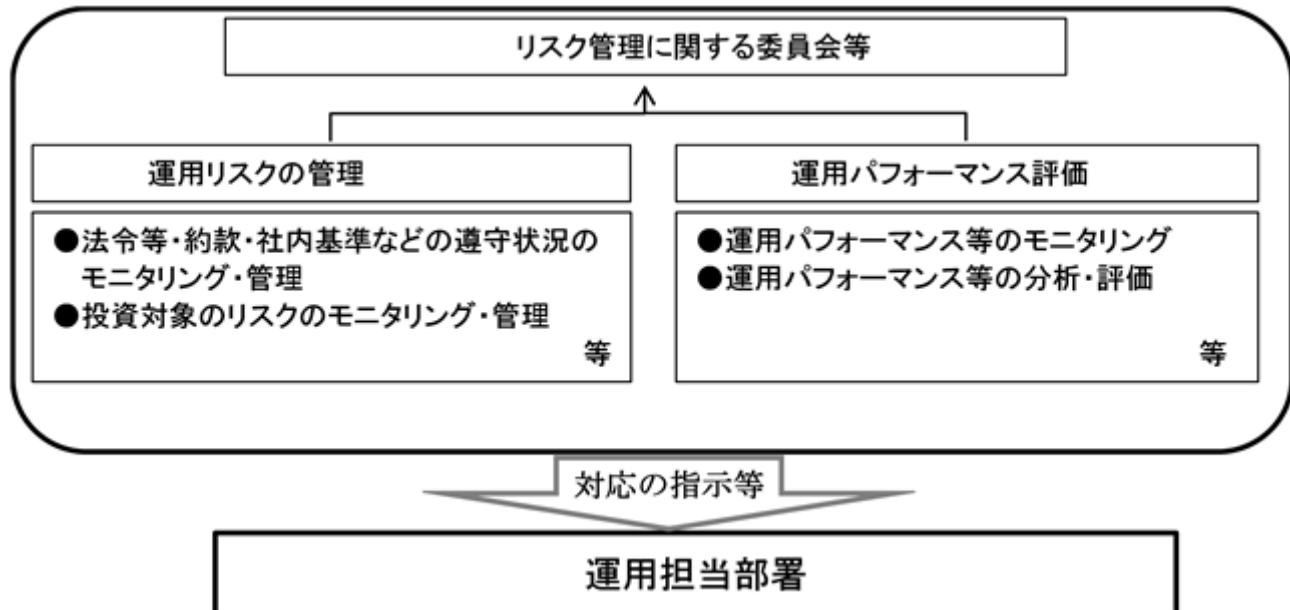 リスク管理に関する委員会等
運用リスクの管理
●法令等・約款・社内基準などの遵守状況の
モニタリング・管理
●投資対象のリスクのモニタリング・管理
等
運用パフォーマンス評価
●運用パフォーマンス等のモニタリング
●運用パフォーマンス等の分析・評価
等
対応の指示等
運用担当部署